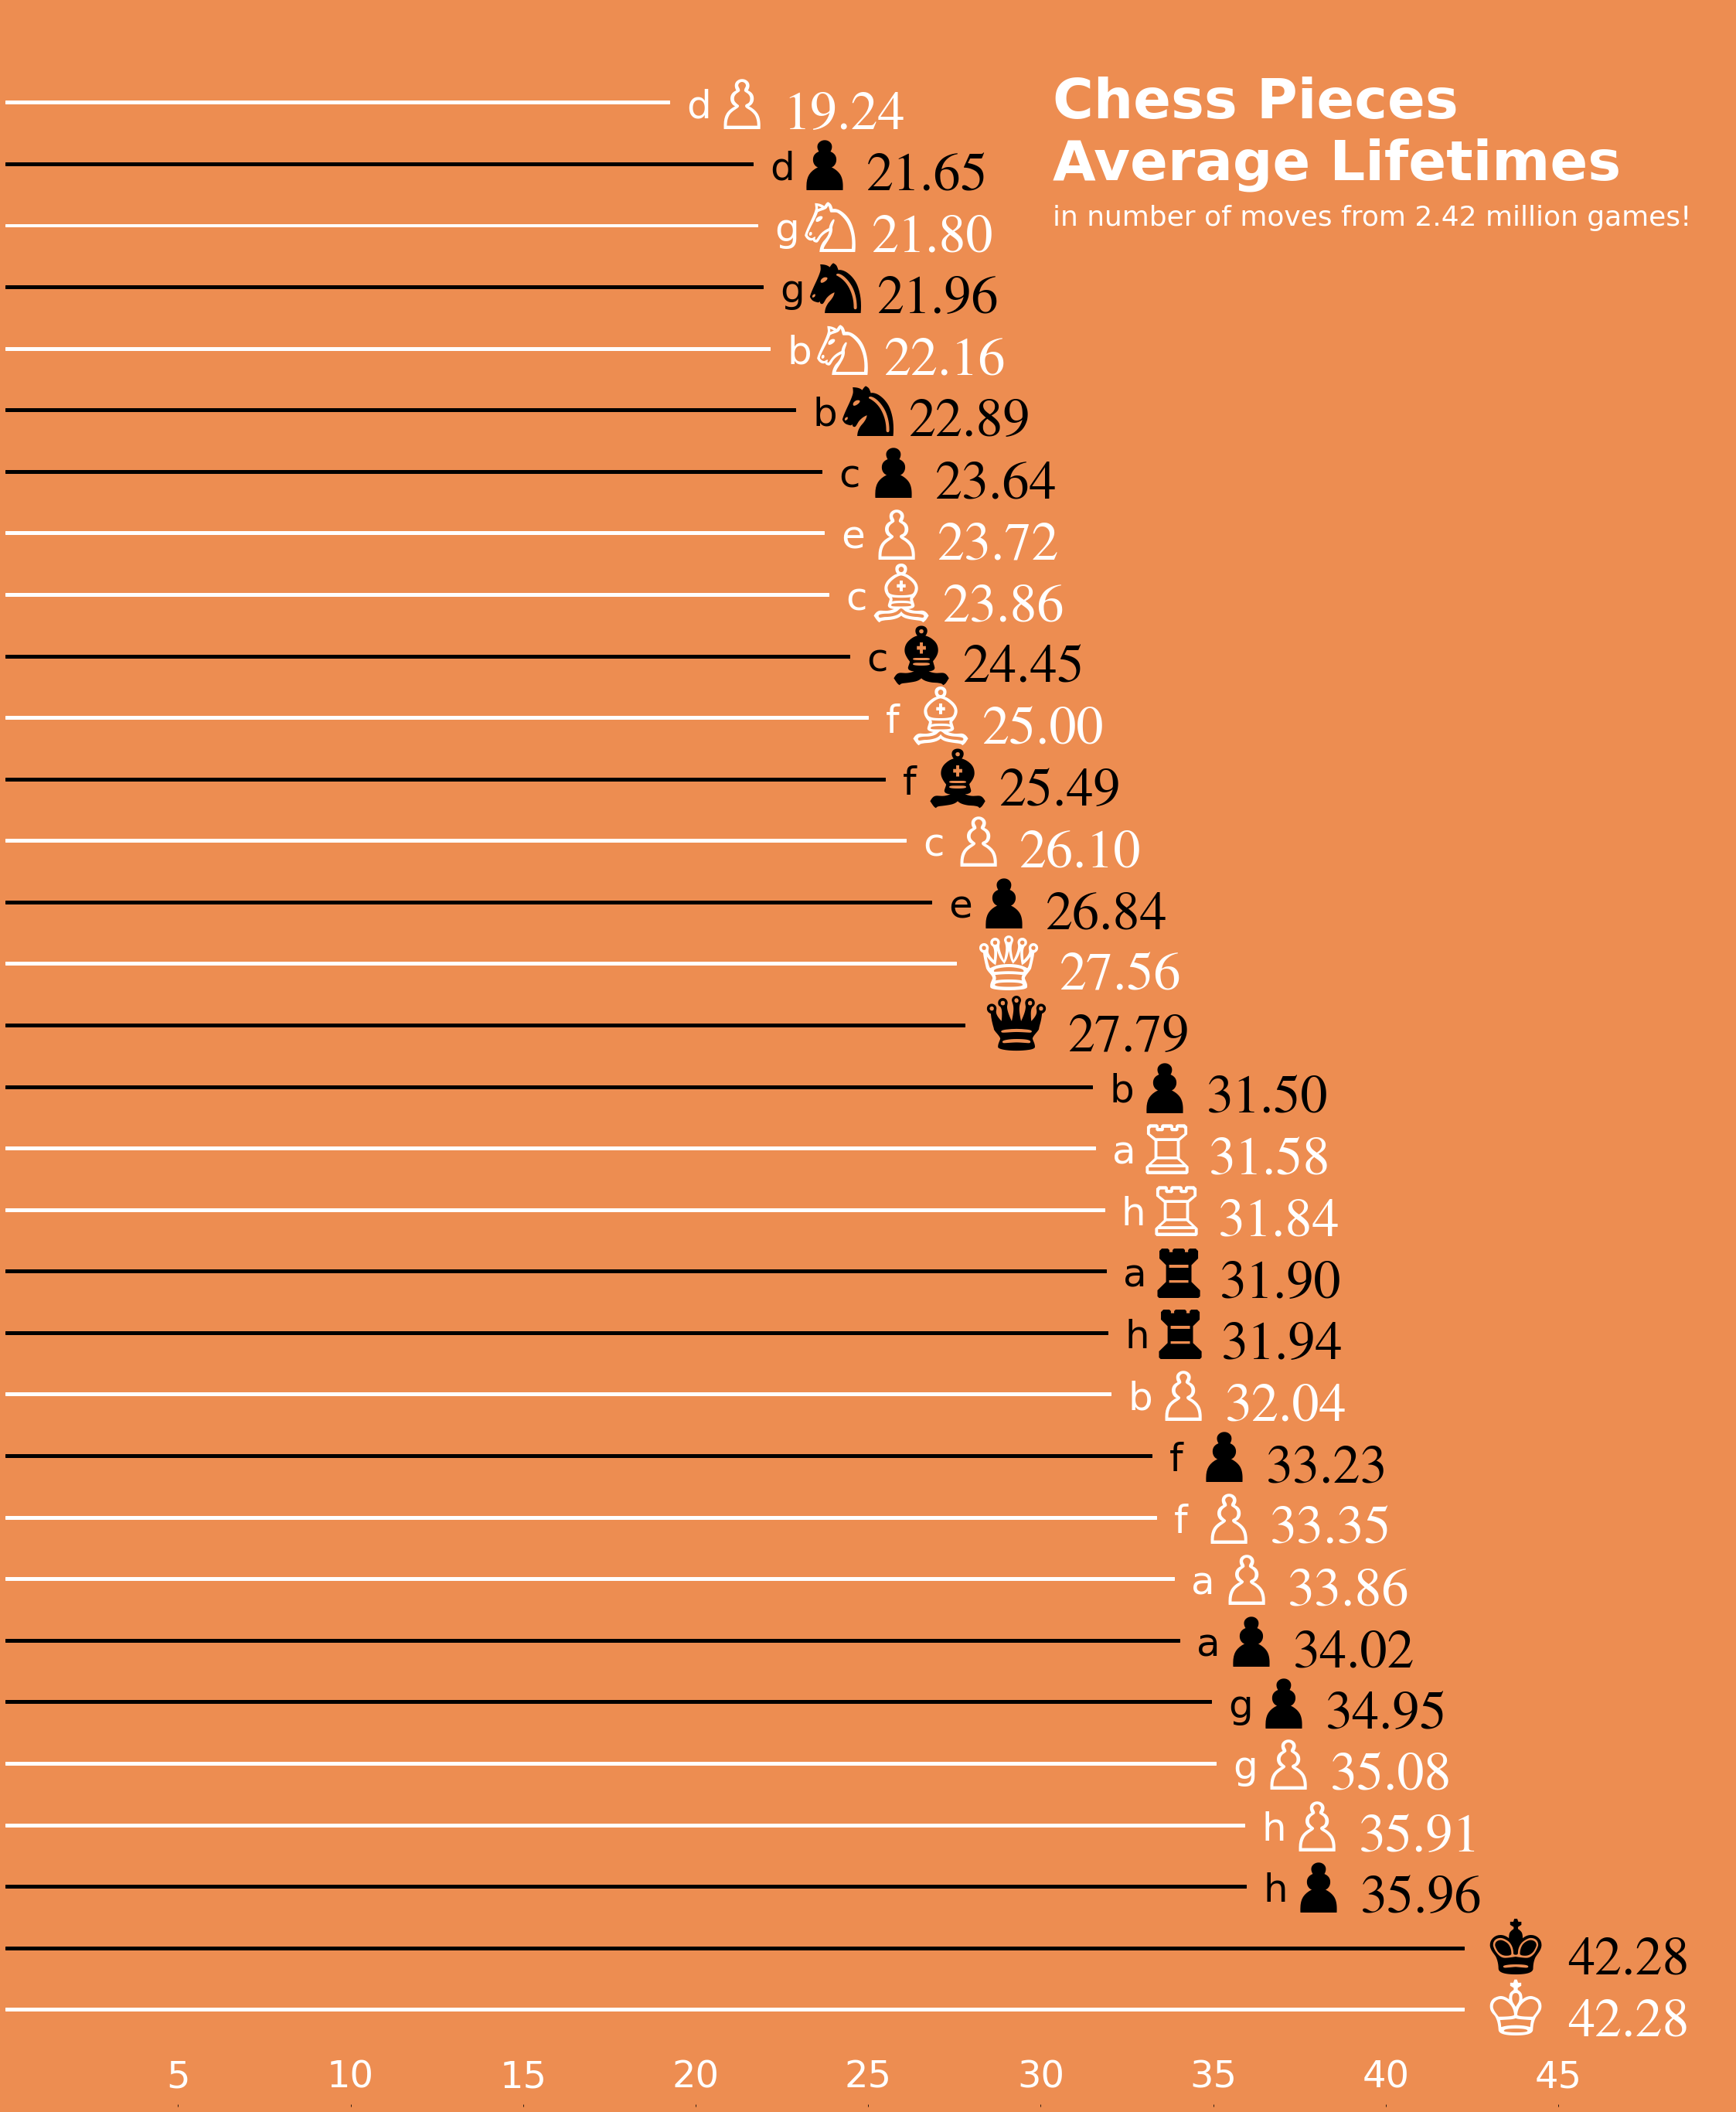 Chess Pieces
Average Lifetimes
in number of moves from 2.42 million games!
d 19.24
d 21.65
g 21.80
g 21.96
b 22.16
b 22.89
c 23.64
e 23.72
c 23.86
c 24.45
f 25.00
f 25.49
c 26.10
e 26.84
27.56
27.79
b 31.50
a 31.58
h 31.84
a 31.90
h 31.94
b 32.04
f 33.23
f 33.35
a 33.86
a 34.02
g 34.95
g 35.08
h 35.91
h 35.96
42.28
42.28
5 10 15 20 25 30 35 40 45